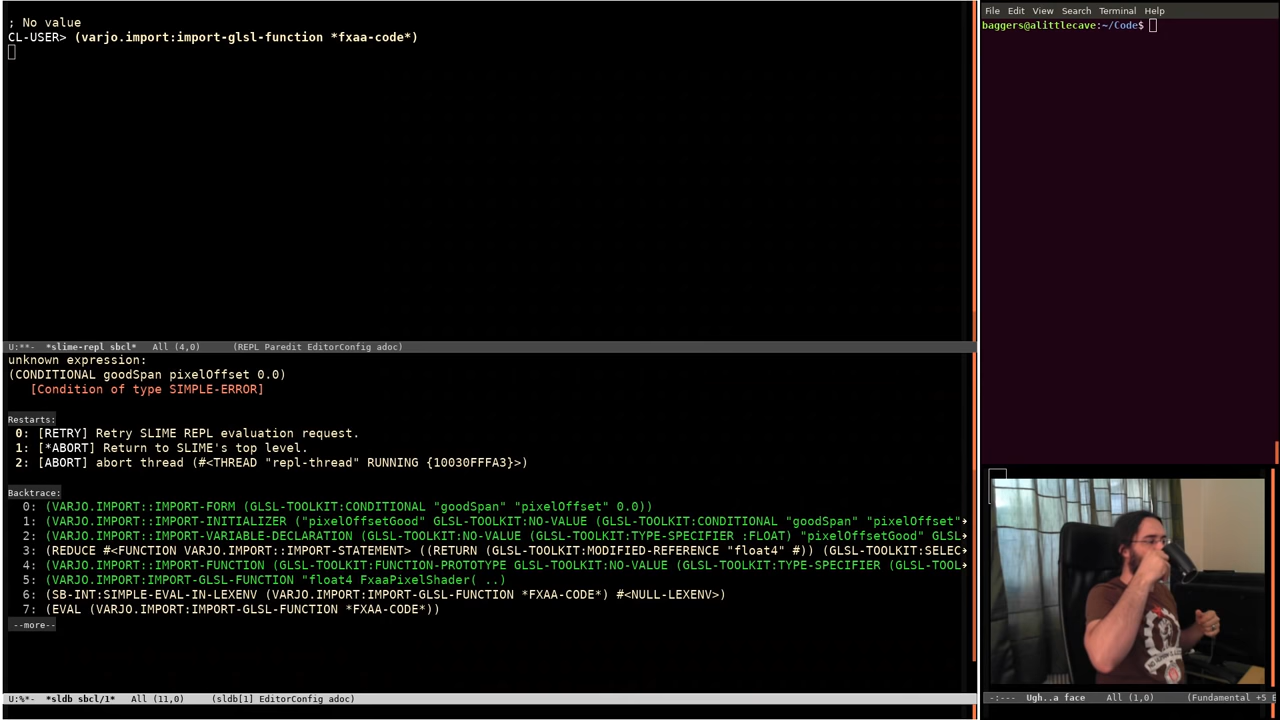 ; No value
CL-USER> (varjo.import:import-glsl-function *fxaa-code*)
U:**-  *slime-repl sbcl*   All (4,0)      (REPL Paredit EditorConfig adoc)
unknown expression:
(CONDITIONAL goodSpan pixelOffset 0.0)
   [Condition of type SIMPLE-ERROR]
Restarts:
 0: [RETRY] Retry SLIME REPL evaluation request.
 1: [*ABORT] Return to SLIME's top level.
 2: [ABORT] abort thread (#<THREAD "repl-thread" RUNNING {10030FFFA3}>)
Backtrace:
  0: (VARJO.IMPORT::IMPORT-FORM (GLSL-TOOLKIT:CONDITIONAL "goodSpan" "pixelOffset" 0.0))
  1: (VARJO.IMPORT::IMPORT-INITIALIZER ("pixelOffsetGood" GLSL-TOOLKIT:NO-VALUE (GLSL-TOOLKIT:CONDITIONAL "goodSpan" "pixelOffset"
  2: (VARJO.IMPORT::IMPORT-VARIABLE-DECLARATION (GLSL-TOOLKIT:NO-VALUE (GLSL-TOOLKIT:TYPE-SPECIFIER :FLOAT) "pixelOffsetGood" GLSL
  3: (REDUCE #<FUNCTION VARJO.IMPORT::IMPORT-STATEMENT> ((RETURN (GLSL-TOOLKIT:MODIFIED-REFERENCE "float4" #)) (GLSL-TOOLKIT:SELEC
  4: (VARJO.IMPORT::IMPORT-FUNCTION (GLSL-TOOLKIT:FUNCTION-PROTOTYPE GLSL-TOOLKIT:NO-VALUE (GLSL-TOOLKIT:TYPE-SPECIFIER (GLSL-TOOL
  5: (VARJO.IMPORT:IMPORT-GLSL-FUNCTION "float4 FxaaPixelShader( ..)
  6: (SB-INT:SIMPLE-EVAL-IN-LEXENV (VARJO.IMPORT:IMPORT-GLSL-FUNCTION *FXAA-CODE*) #<NULL-LEXENV>)
  7: (EVAL (VARJO.IMPORT:IMPORT-GLSL-FUNCTION *FXAA-CODE*))
 --more--
U:%*-  *sldb sbcl/1*   All (11,0)     (sldb[1] EditorConfig adoc)
File Edit View Search Terminal Help
baggers@alittlecave:~/Code$
-:---  Ugh..a face    All (1,0)      (Fundamental +5 E